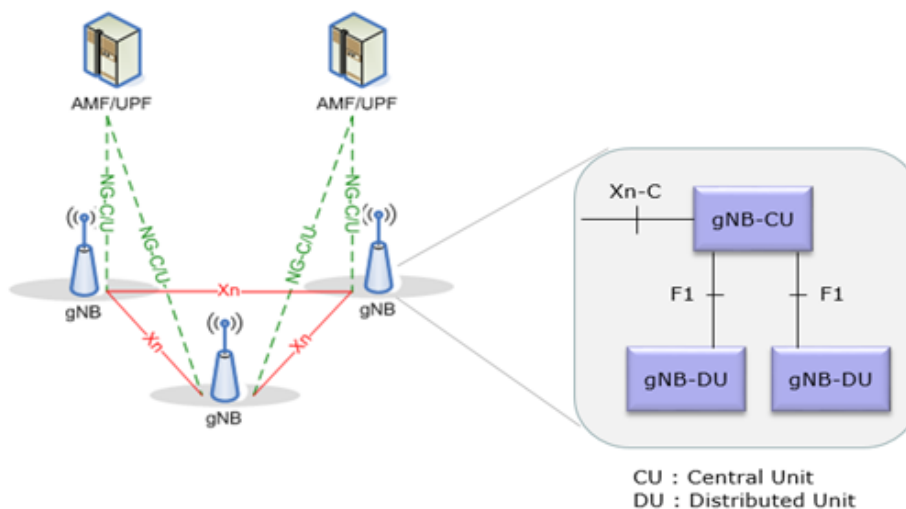 AMF/UPF
AMF/UPF
NG-C/U
NG-C/U
NG-C/U
NG-C/U
Xn
gNB
gNB
Xn
Xn
gNB
Xn-C
gNB-CU
F1
F1
gNB-DU
gNB-DU
CU : Central Unit
DU : Distributed Unit